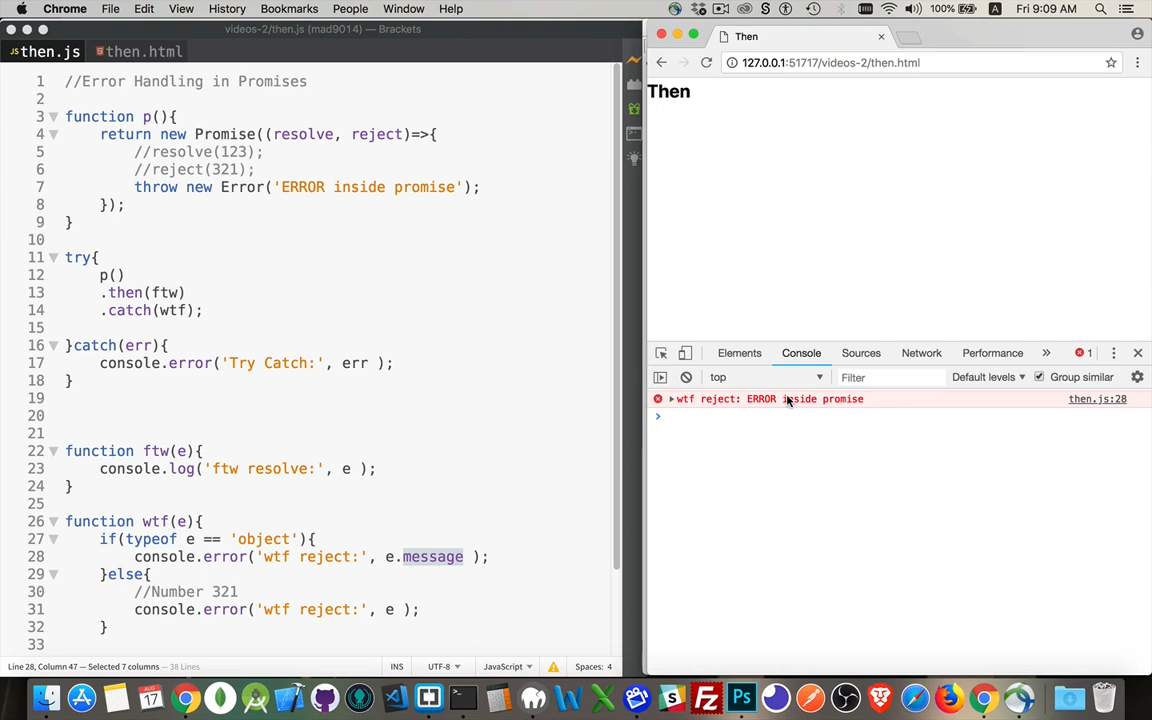 Chrome File Edit View History Bookmarks People Window Help 100% Fri 9:09 AM
videos-2/then.js (mad9014) — Brackets
JS then.js then.html
1 //Error Handling in Promises
2
3 function p(){
4 return new Promise((resolve, reject)=>{
5 //resolve(123);
6 //reject(321);
7 throw new Error('ERROR inside promise');
8 });
9 }
10
11 try{
12 p()
13 .then(ftw)
14 .catch(wtf);
15
16 }catch(err){
17 console.error('Try Catch:', err );
18 }
19
20
21
22 function ftw(e){
23 console.log('ftw resolve:', e );
24 }
25
26 function wtf(e){
27 if(typeof e == 'object'){
28 console.error('wtf reject:', e.message );
29 }else{
30 //Number 321
31 console.error('wtf reject:', e );
32 }
33
Line 28, Column 47 — Selected 7 columns — 38 Lines INS UTF-8 JavaScript Spaces: 4
Then
127.0.0.1:51717/videos-2/then.html
Then
Elements Console Sources Network Performance » 1
top Filter Default levels Group similar
wtf reject: ERROR inside promise then.js:28
AUG
17